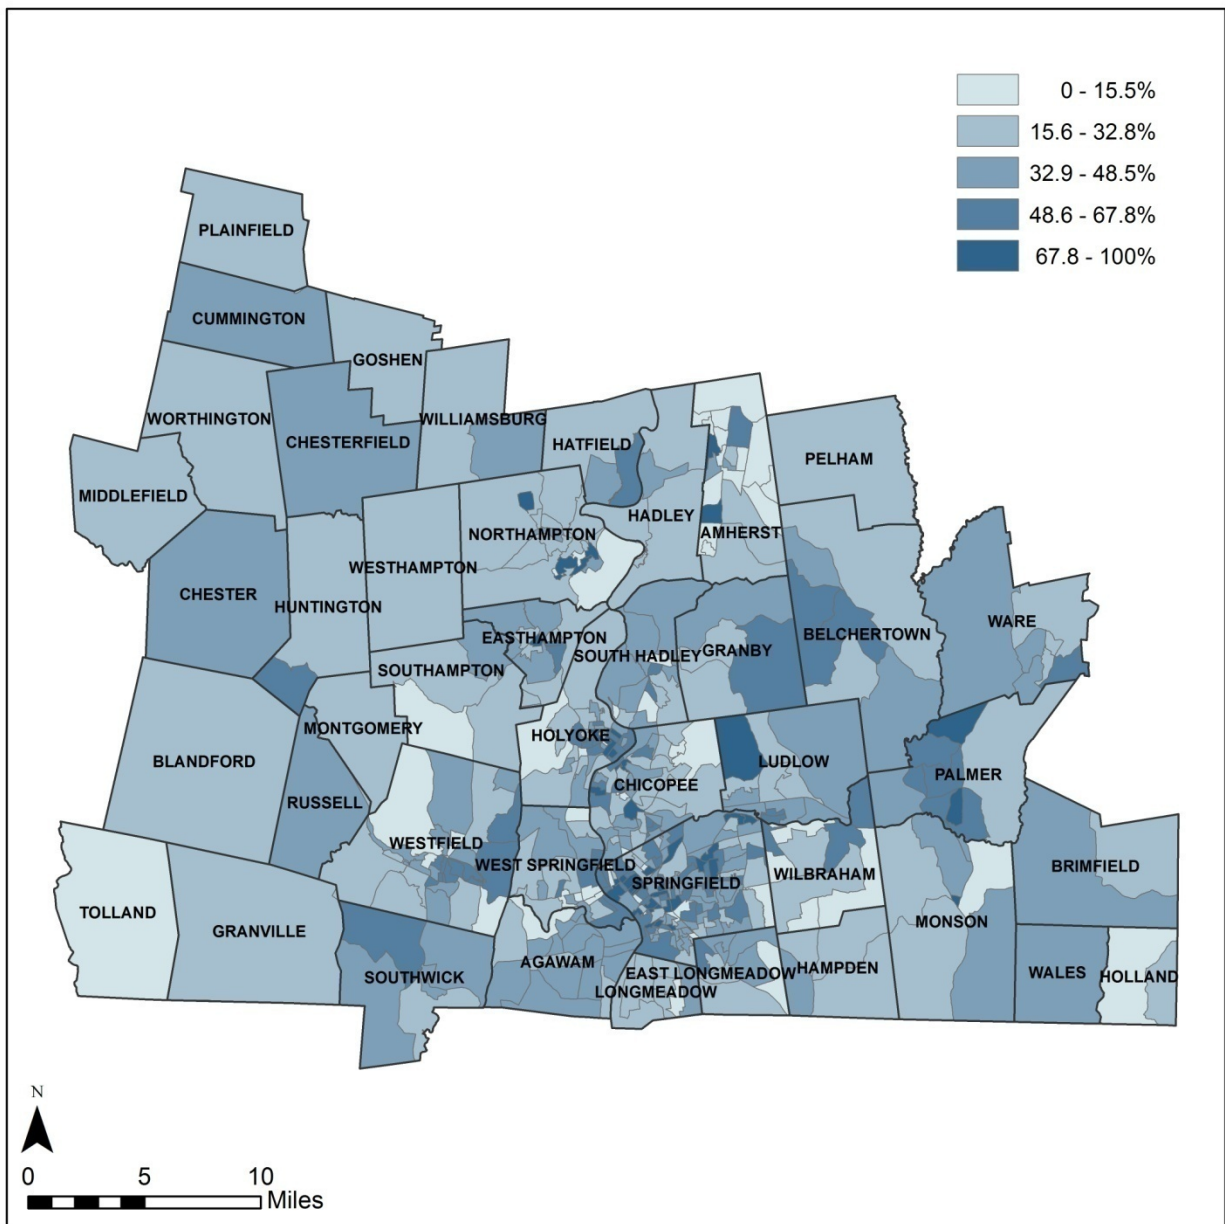 0 - 15.5%
15.6 - 32.8%
32.9 - 48.5%
48.6 - 67.8%
67.8 - 100%
PLAINFIELD
CUMMINGTON
GOSHEN
WORTHINGTON
CHESTERFIELD
WILLIAMSBURG
HATFIELD
PELHAM
MIDDLEFIELD
HADLEY
NORTHAMPTON
AMHERST
WESTHAMPTON
CHESTER
HUNTINGTON
WARE
EASTHAMPTON
BELCHERTOWN
SOUTH HADLEY
GRANBY
SOUTHAMPTON
MONTGOMERY
HOLYOKE
BLANDFORD
LUDLOW
PALMER
CHICOPEE
RUSSELL
WESTFIELD
WEST SPRINGFIELD
BRIMFIELD
WILBRAHAM
SPRINGFIELD
TOLLAND
MONSON
GRANVILLE
AGAWAM
HAMPDEN
EAST LONGMEADOW
WALES
HOLLAND
SOUTHWICK
LONGMEADOW
N
0 5 10
Miles